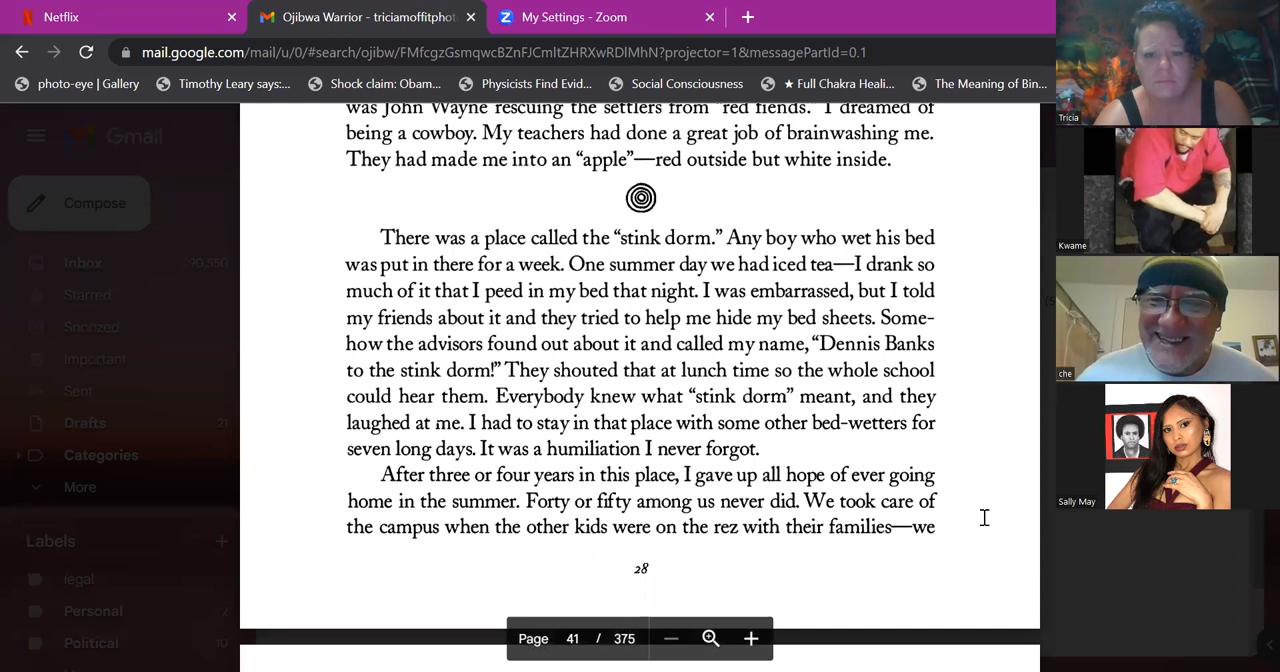 Netflix
Ojibwa Warrior - triciamoffitphot
My Settings - Zoom
mail.google.com/mail/u/0/#search/ojibw/FMfcgzGsmqwcBZnFJCmltZHRXwRDlMhN?projector=1&messagePartId=0.1
photo-eye | Gallery
Timothy Leary says:...
Shock claim: Obam...
Physicists Find Evid...
Social Consciousness
★ Full Chakra Heali...
The Meaning of Bin...
Gmail
Compose
Inbox
Starred
Snoozed
Important
Sent
Drafts 21
Categories
More
Labels
Personal 2
Political 10
was John Wayne rescuing the settlers from "red fiends." I dreamed of
being a cowboy. My teachers had done a great job of brainwashing me.
They had made me into an “apple”—red outside but white inside.
There was a place called the “stink dorm.” Any boy who wet his bed
was put in there for a week. One summer day we had iced tea—I drank so
much of it that I peed in my bed that night. I was embarrassed, but I told
my friends about it and they tried to help me hide my bed sheets. Some-
how the advisors found out about it and called my name, “Dennis Banks
to the stink dorm!” They shouted that at lunch time so the whole school
could hear them. Everybody knew what “stink dorm” meant, and they
laughed at me. I had to stay in that place with some other bed-wetters for
seven long days. It was a humiliation I never forgot.
After three or four years in this place, I gave up all hope of ever going
home in the summer. Forty or fifty among us never did. We took care of
the campus when the other kids were on the rez with their families—we
28
Page 41 / 375
Tricia
Kwame
che
Sally May